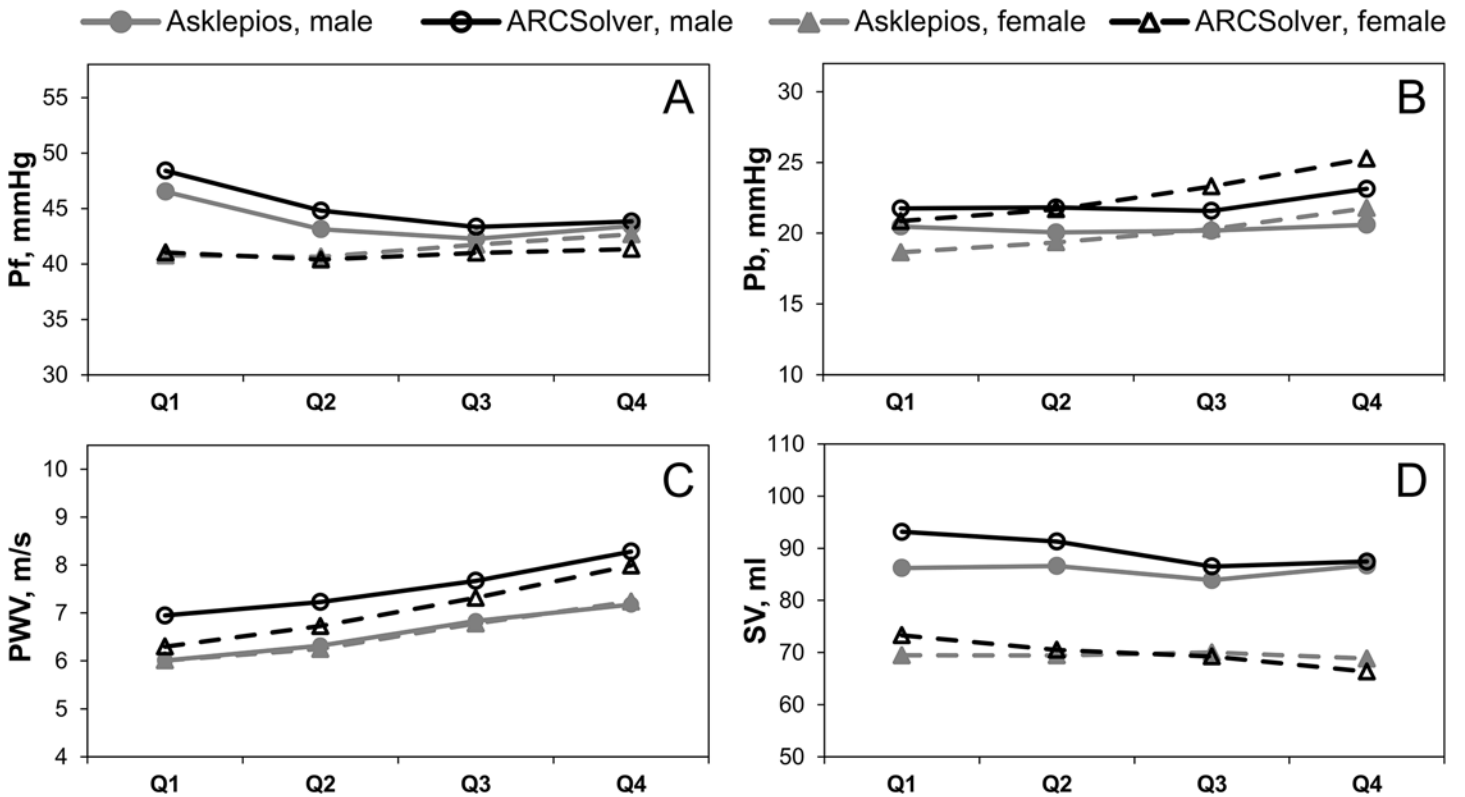 Asklepios, male ARCSolver, male Asklepios, female ARCSolver, female
A
Pf, mmHg
55
50
45
40
35
30
Q1 Q2 Q3 Q4
B
Pb, mmHg
30
25
20
15
10
Q1 Q2 Q3 Q4
C
PWV, m/s
10
9
8
7
6
5
4
Q1 Q2 Q3 Q4
D
SV, ml
110
100
90
80
70
60
50
Q1 Q2 Q3 Q4